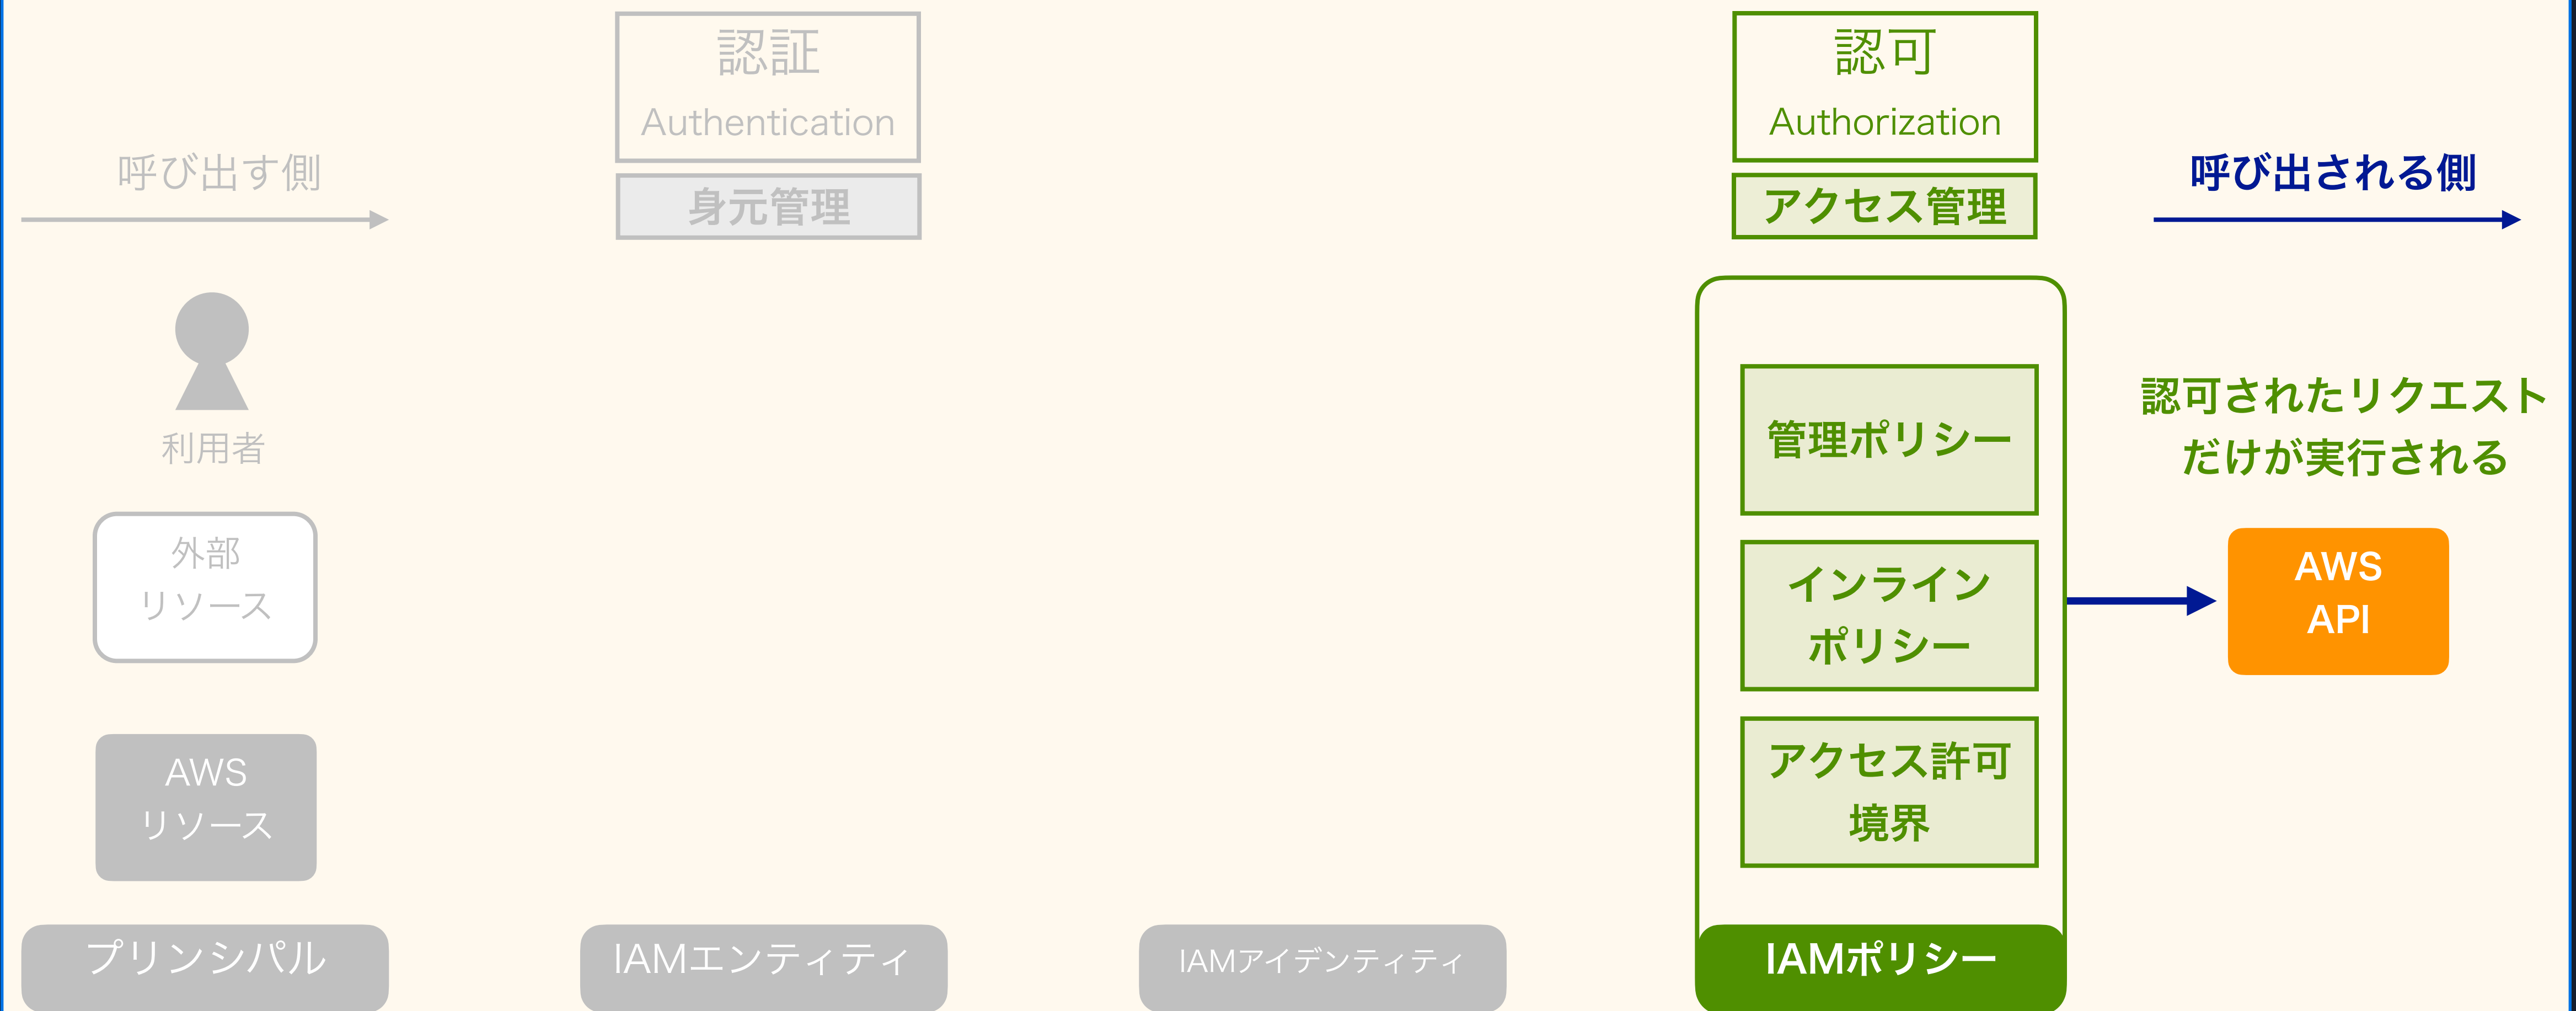 認証
Authentication
身元管理
認可
Authorization
アクセス管理
呼び出す側
呼び出される側
利用者
外部
リソース
AWS
リソース
管理ポリシー
インライン
ポリシー
アクセス許可
境界
認可されたリクエスト
だけが実行される
AWS
API
プリンシパル
IAMエンティティ
IAMアイデンティティ
IAMポリシー